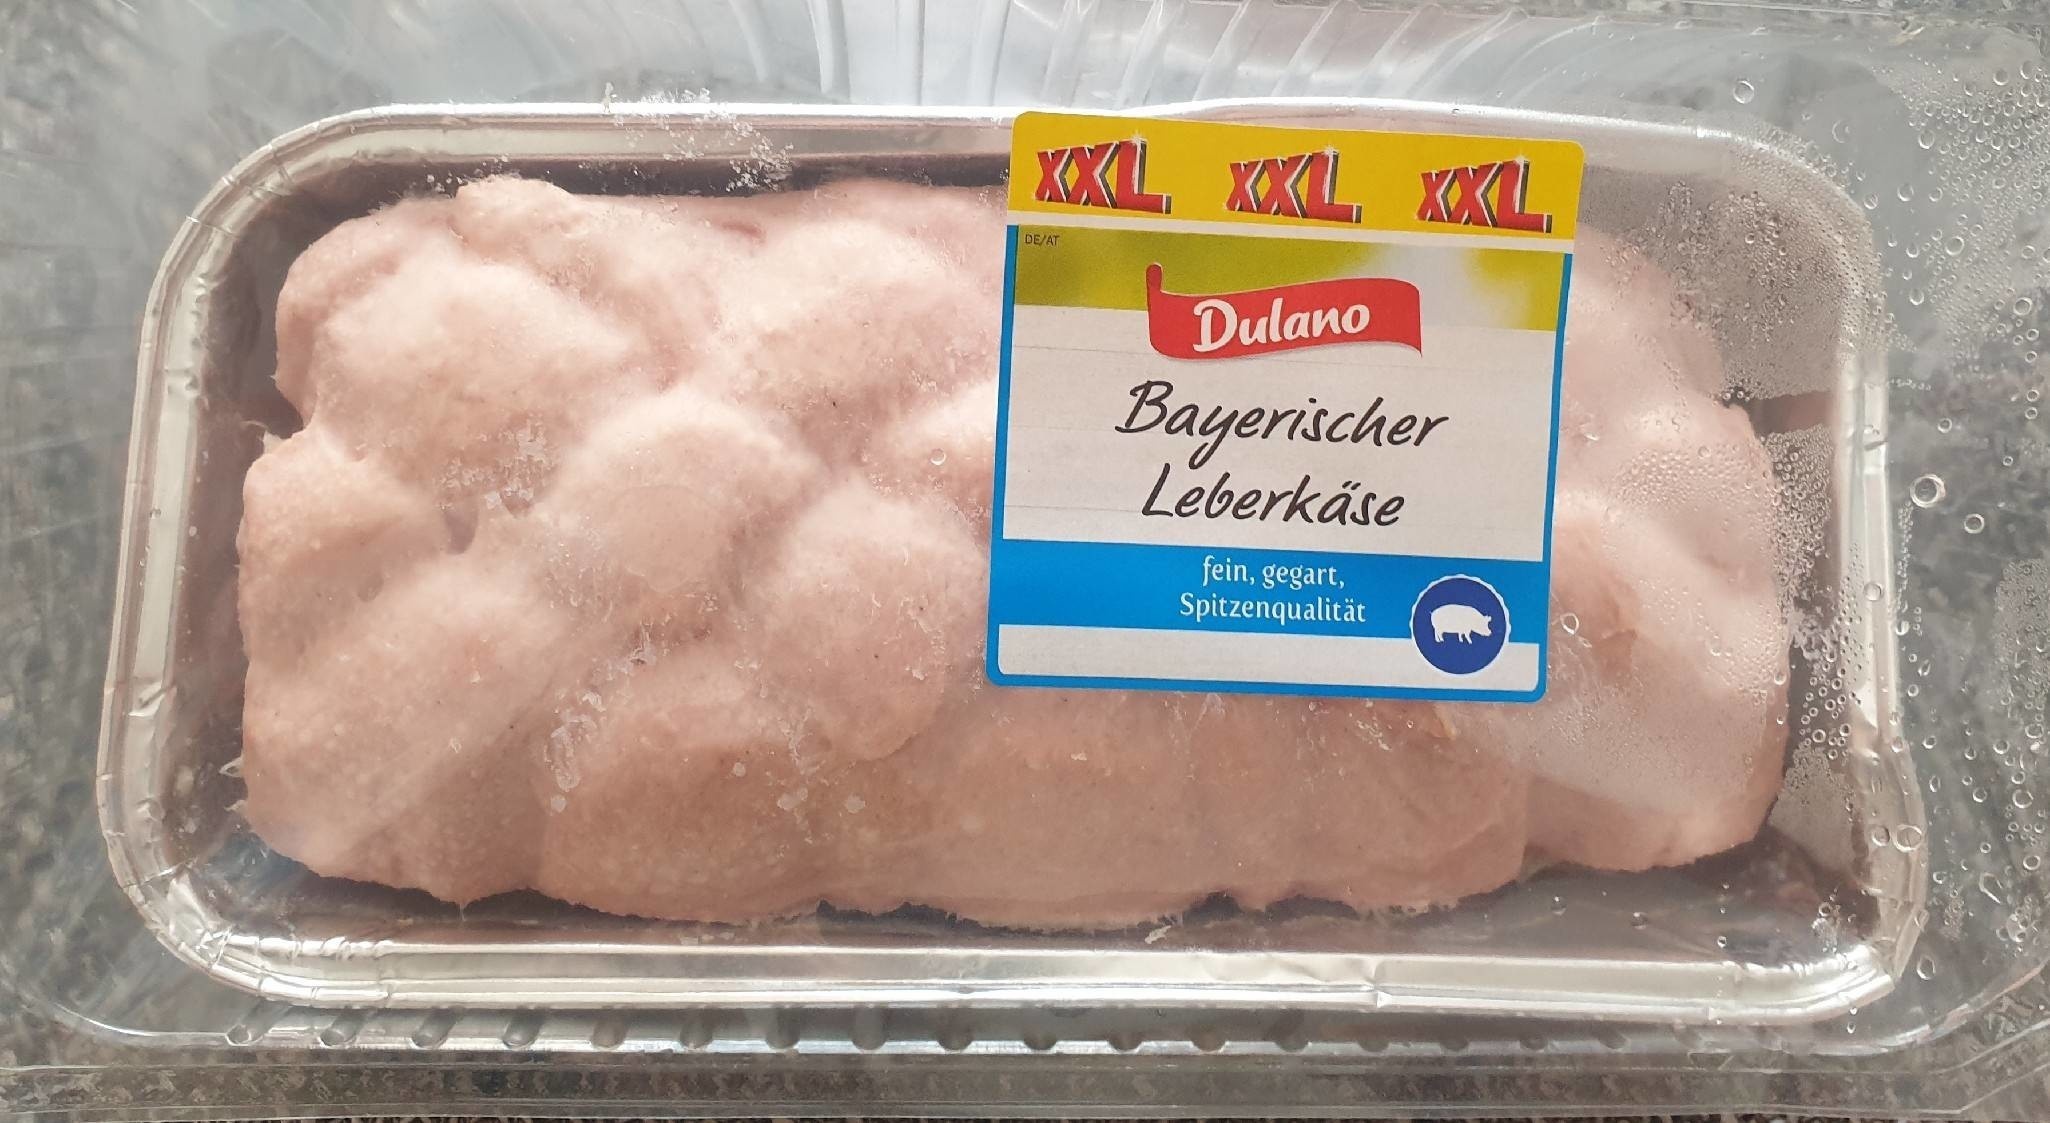 XXL XXL XXL
DE/AT
Dulano
Bayerischer
Leberkäse
fein, gegart,
Spitzenqualität